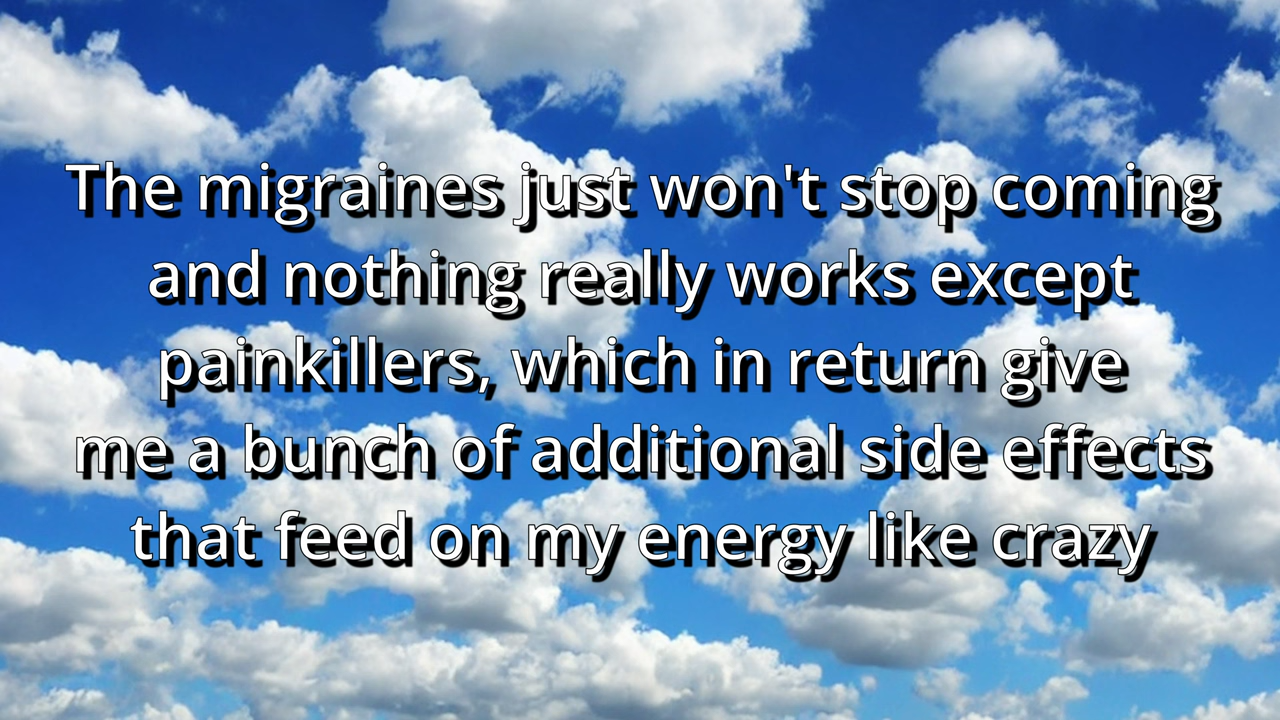 The migraines just won't stop coming
and nothing really works except
painkillers, which in return give
me a bunch of additional side effects
that feed on my energy like crazy